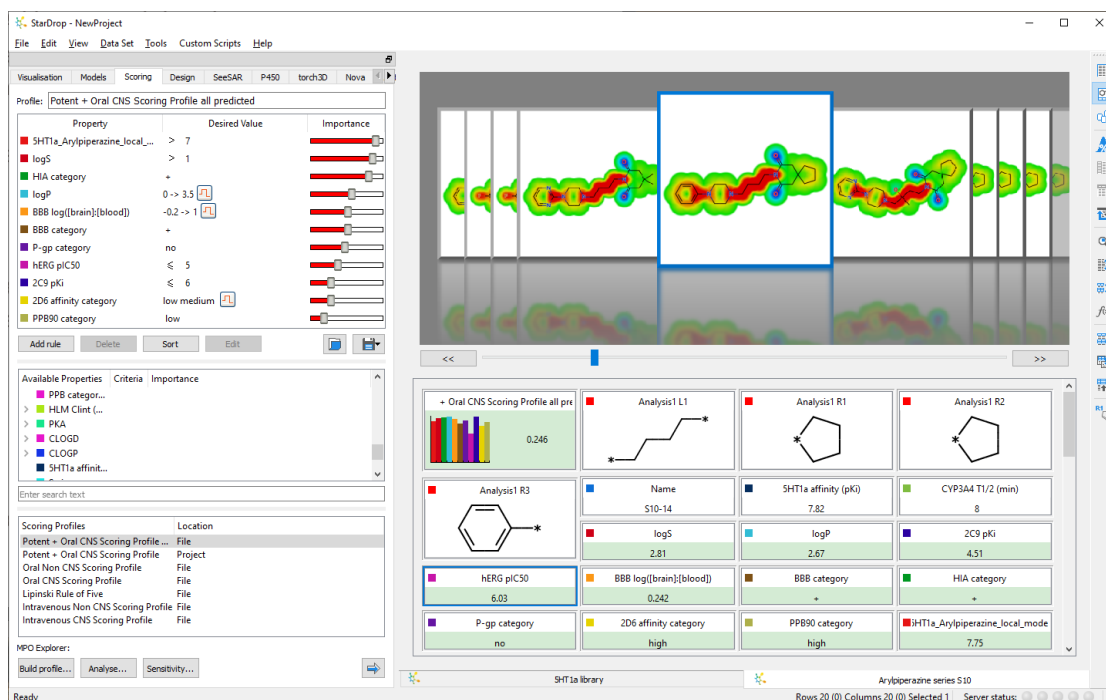 StarDrop - NewProject
File Edit View Data Set Tools Custom Scripts Help
Visualisation Models Scoring Design SeeSAR P450 torch3D Nova
Profile: Potent + Oral CNS Scoring Profile all predicted
Property Desired Value Importance
5HT1a_Arylpiperazine_local_... > 7
logS > 1
HIA category +
logP 0 -> 3.5
BBB log([brain]:[blood]) -0.2 -> 1
BBB category +
P-gp category no
hERG pIC50 ≤ 5
2C9 pKi ≤ 6
2D6 affinity category low medium
PPB90 category low
Add rule Delete Sort Edit
Available Properties Criteria Importance
PPB categor...
HLM Clint (...
PKA
CLOGD
CLOGP
5HT1a affinit...
Enter search text
Scoring Profiles Location
Potent + Oral CNS Scoring Profile ... File
Potent + Oral CNS Scoring Profile Project
Oral Non CNS Scoring Profile File
Oral CNS Scoring Profile File
Lipinski Rule of Five File
Intravenous Non CNS Scoring Profile File
Intravenous CNS Scoring Profile File
MPO Explorer:
Build profile... Analyse... Sensitivity...
Ready
<< >>
+ Oral CNS Scoring Profile all pre
0.246
Analysis1 L1
Analysis1 R1
Analysis1 R2
Analysis1 R3
Name
S10-14
5HT1a affinity (pKi)
7.82
CYP3A4 T1/2 (min)
8
logS
2.81
logP
2.67
2C9 pKi
4.51
hERG pIC50
6.03
BBB log([brain]:[blood])
0.242
BBB category
+
HIA category
+
P-gp category
no
2D6 affinity category
high
PPB90 category
high
5HT1a_Arylpiperazine_local_mode
7.75
5HT1a library
Arylpiperazine series S10
Rows 20 (0) Columns 20 (0) Selected 1 Server status: